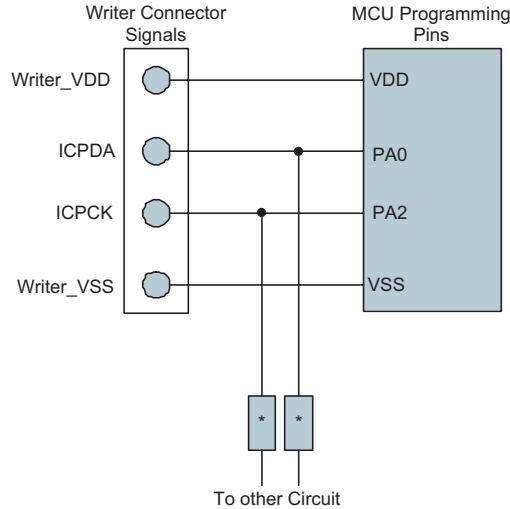 Writer Connector
Signals
MCU Programming
Pins
Writer_VDD
VDD
ICPDA
PA0
ICPCK
PA2
Writer_VSS
VSS
* *
To other Circuit